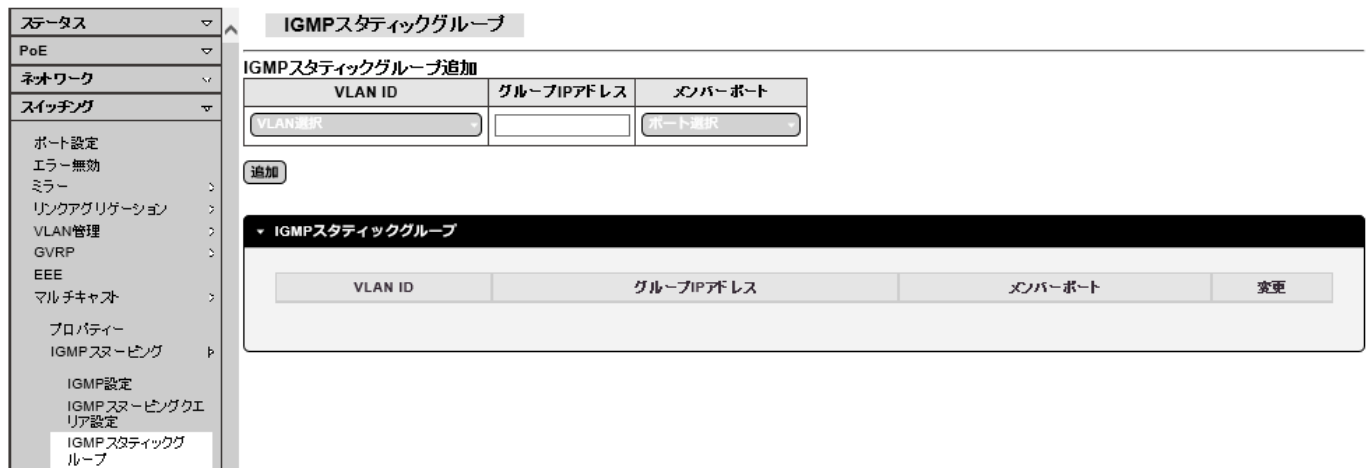 ステータス
PoE
ネットワーク
スイッチング
ポート設定
エラー無効
ミラー
リンクアグリゲーション
VLAN管理
GVRP
EEE
マルチキャスト
プロパティー
IGMPスヌーピング
IGMP設定
IGMPスヌーピングクエ
リア設定
IGMPスタティックグ
ループ
IGMPスタティックグループ
IGMPスタティックグループ追加
VLAN ID グループIPアドレス メンバーポート
VLAN選択 ポート選択
追加
IGMPスタティックグループ
VLAN ID グループIPアドレス メンバーポート 変更